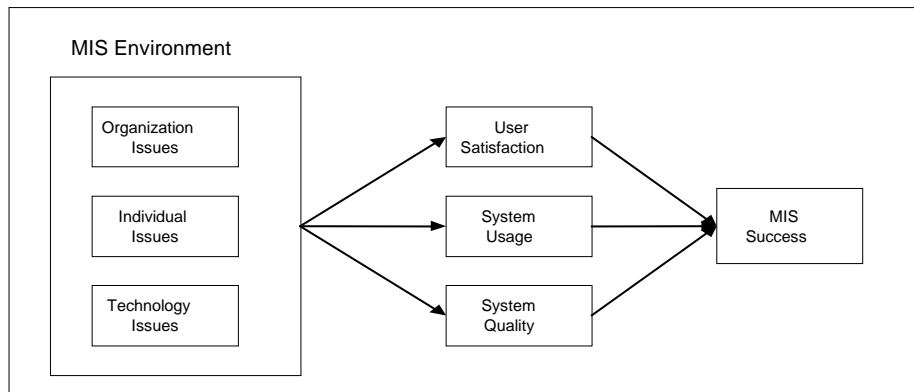 MIS Environment
Organization
Issues
Individual
Issues
Technology
Issues
User
Satisfaction
System
Usage
System
Quality
MIS
Success